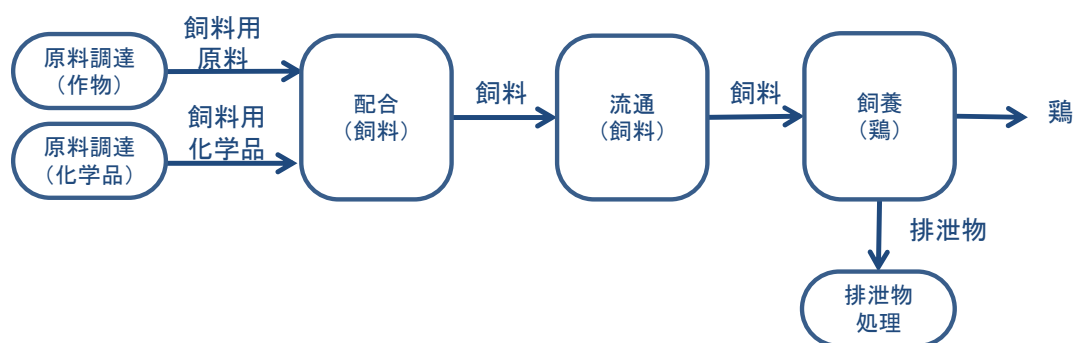 原料調達
（作物）
飼料用
原料
原料調達
（化学品）
飼料用
化学品
配合
（飼料）
飼料
流通
（飼料）
飼料
飼養
（鶏）
鶏
排泄物
排泄物
処理